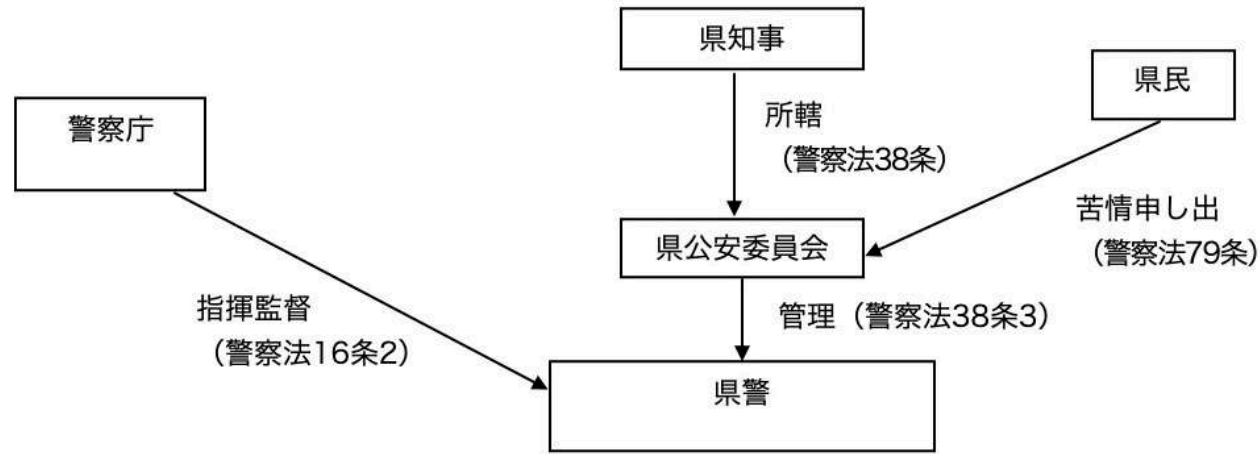 県知事
県民
警察庁
所轄
（警察法38条）
苦情申し出
（警察法79条）
県公安委員会
指揮監督
（警察法16条2）
管理（警察法38条3）
県警